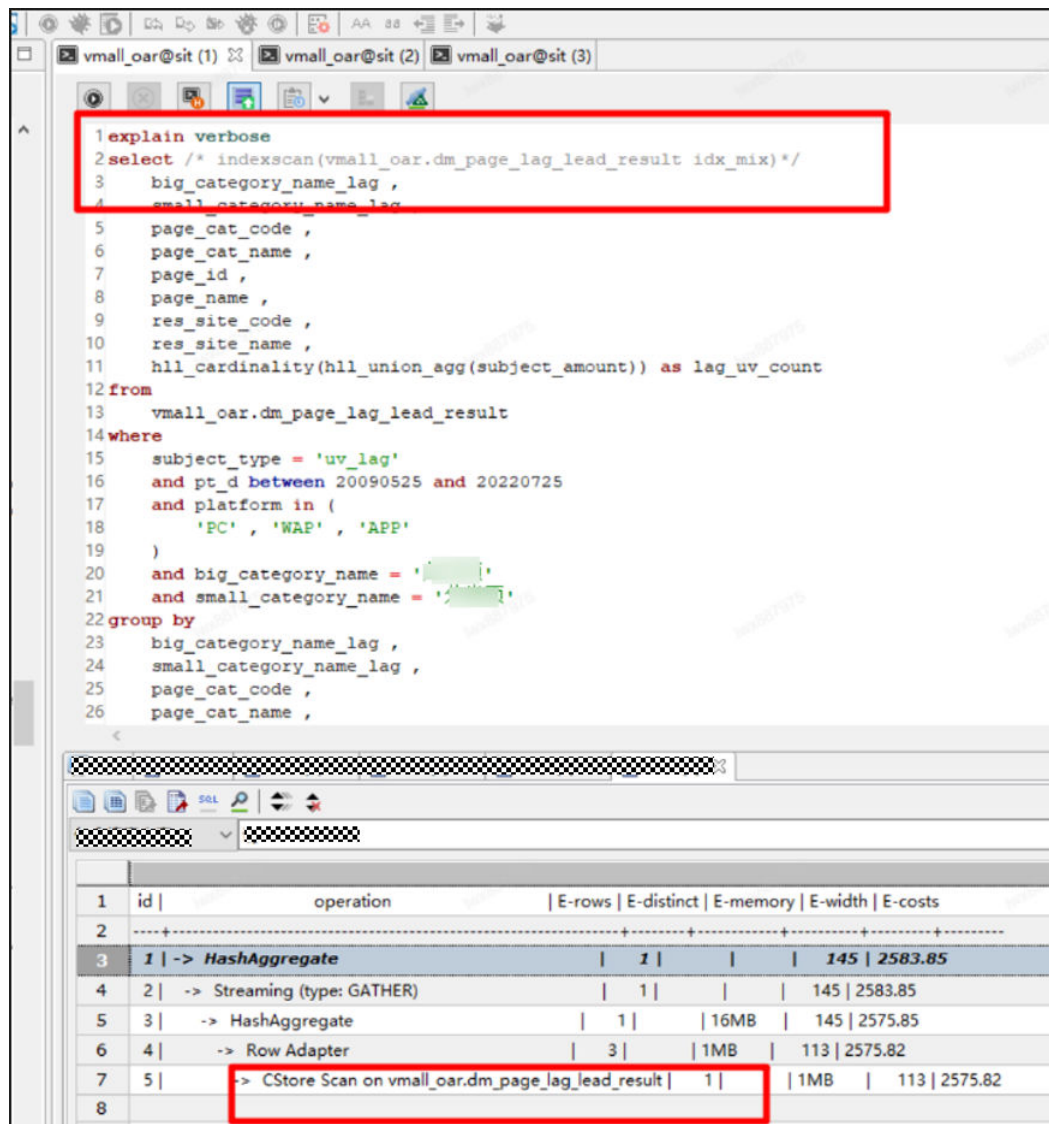 vmall_oar@sit (1) vmall_oar@sit (2) vmall_oar@sit (3)
1 explain verbose
2 select /* indexscan(vmall_oar.dm_page_lag_lead_result idx_mix)*/
3 big_category_name_lag ,
4 small_category_name_lag ,
5 page_cat_code ,
6 page_cat_name ,
7 page_id ,
8 page_name ,
9 res_site_code ,
10 res_site_name ,
11 hll_cardinality(hll_union_agg(subject_amount)) as lag_uv_count
12 from
13 vmall_oar.dm_page_lag_lead_result
14 where
15 subject_type = 'uv_lag'
16 and pt_d between 20090525 and 20220725
17 and platform in (
18 'PC' , 'WAP' , 'APP'
19 )
20 and big_category_name = ' '
21 and small_category_name = ' '
22 group by
23 big_category_name_lag ,
24 small_category_name_lag ,
25 page_cat_code ,
26 page_cat_name ,
1 id | operation | E-rows | E-distinct | E-memory | E-width | E-costs
2 ----+----------------------------------------------------------------+--------+------------+----------+---------+---------
3 1 | -> HashAggregate | 1 | | | 145 | 2583.85
4 2 | -> Streaming (type: GATHER) | 1 | | | 145 | 2583.85
5 3 | -> HashAggregate | 1 | | 16MB | 145 | 2575.85
6 4 | -> Row Adapter | 3 | | 1MB | 113 | 2575.82
7 5 | -> CStore Scan on vmall_oar.dm_page_lag_lead_result | 1 | | 1MB | 113 | 2575.82
8